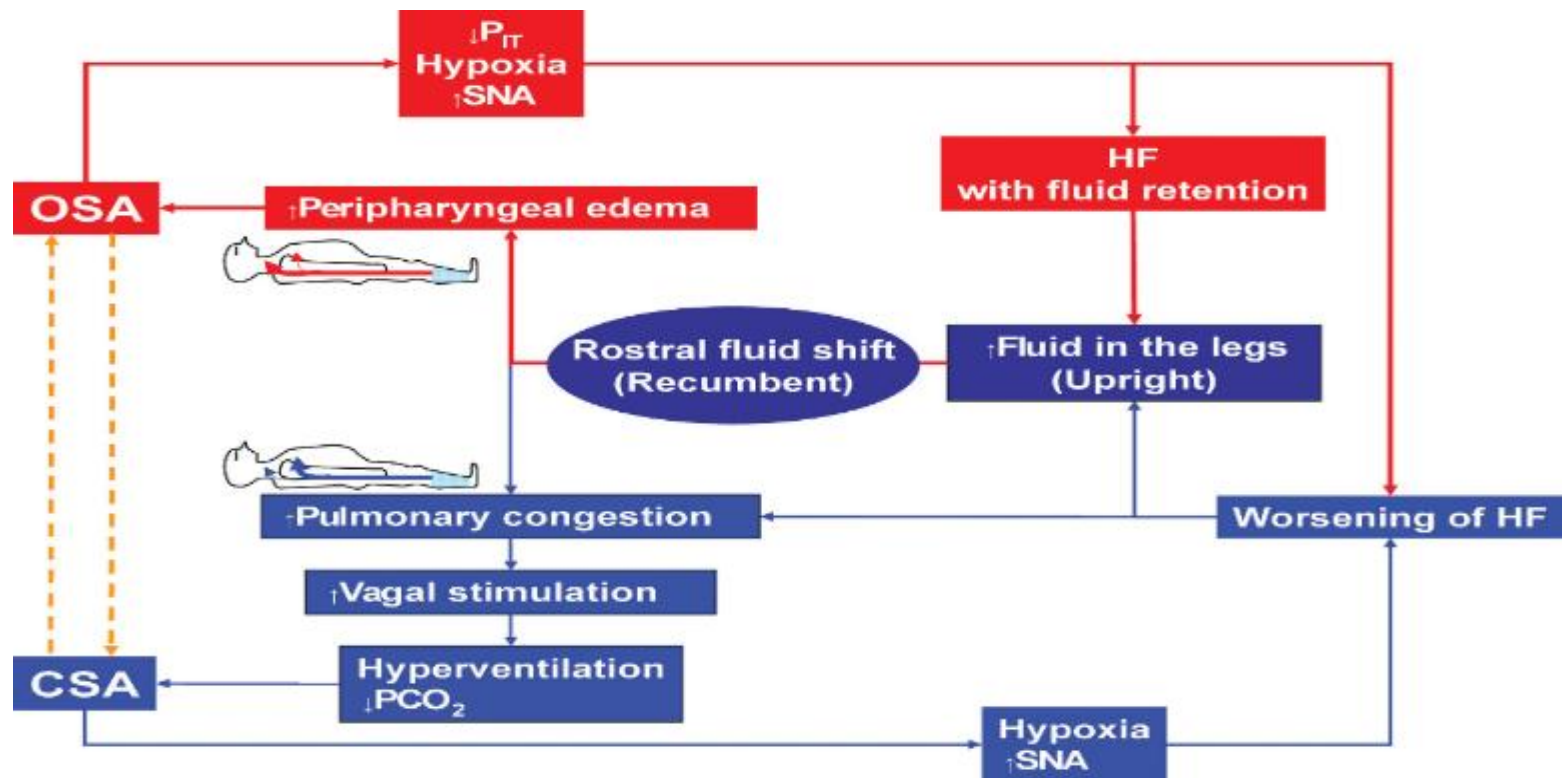 ↓P_IT
Hypoxia
↑SNA
HF
with fluid retention
OSA
↑Peripharyngeal edema
Rostral fluid shift
(Recumbent)
↑Fluid in the legs
(Upright)
↑Pulmonary congestion
Worsening of HF
↑Vagal stimulation
CSA
Hyperventilation
↓PCO₂
Hypoxia
↑SNA